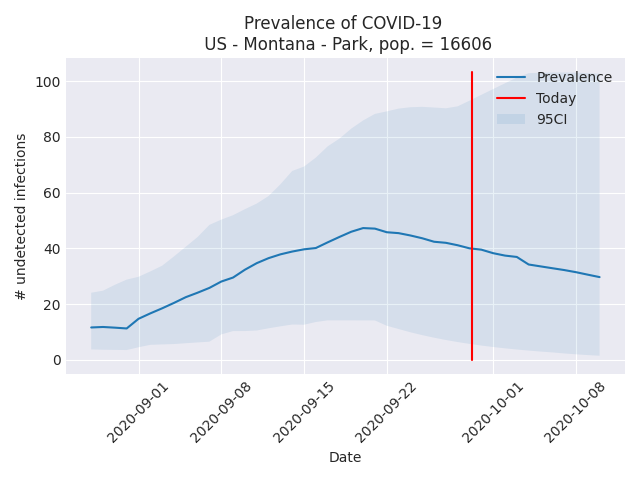 Prevalence of COVID-19
US - Montana - Park, pop. = 16606
# undetected infections
100
80
60
40
20
0
Prevalence
Today
95CI
2020-09-01
2020-09-08
2020-09-15
2020-09-22
2020-10-01
2020-10-08
Date